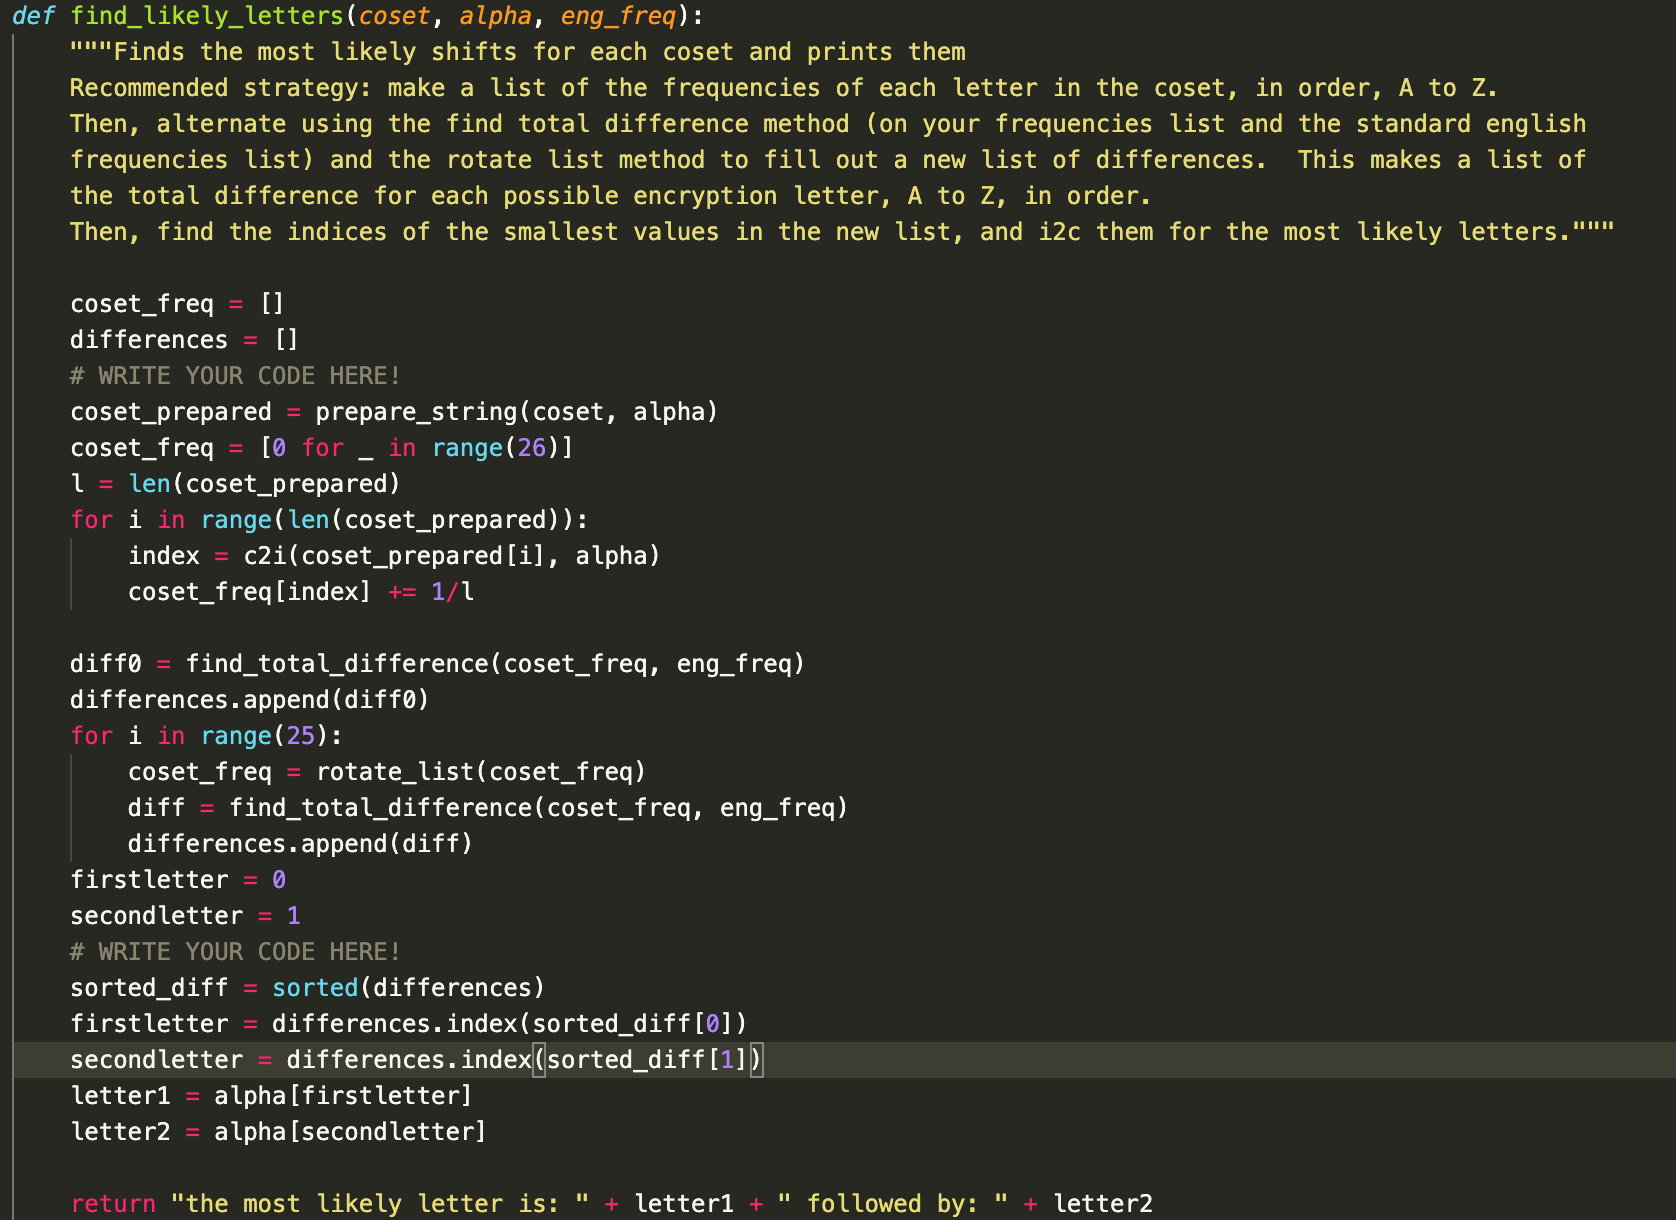 def find_likely_letters(coset, alpha, eng_freq):
    """Finds the most likely shifts for each coset and prints them
    Recommended strategy: make a list of the frequencies of each letter in the coset, in order, A to Z.
    Then, alternate using the find total difference method (on your frequencies list and the standard english
    frequencies list) and the rotate list method to fill out a new list of differences.  This makes a list of
    the total difference for each possible encryption letter, A to Z, in order.
    Then, find the indices of the smallest values in the new list, and i2c them for the most likely letters."""

    coset_freq = []
    differences = []
    # WRITE YOUR CODE HERE!
    coset_prepared = prepare_string(coset, alpha)
    coset_freq = [0 for _ in range(26)]
    l = len(coset_prepared)
    for i in range(len(coset_prepared)):
        index = c2i(coset_prepared[i], alpha)
        coset_freq[index] += 1/l

    diff0 = find_total_difference(coset_freq, eng_freq)
    differences.append(diff0)
    for i in range(25):
        coset_freq = rotate_list(coset_freq)
        diff = find_total_difference(coset_freq, eng_freq)
        differences.append(diff)
    firstletter = 0
    secondletter = 1
    # WRITE YOUR CODE HERE!
    sorted_diff = sorted(differences)
    firstletter = differences.index(sorted_diff[0])
    secondletter = differences.index(sorted_diff[1])
    letter1 = alpha[firstletter]
    letter2 = alpha[secondletter]

    return "the most likely letter is: " + letter1 + " followed by: " + letter2